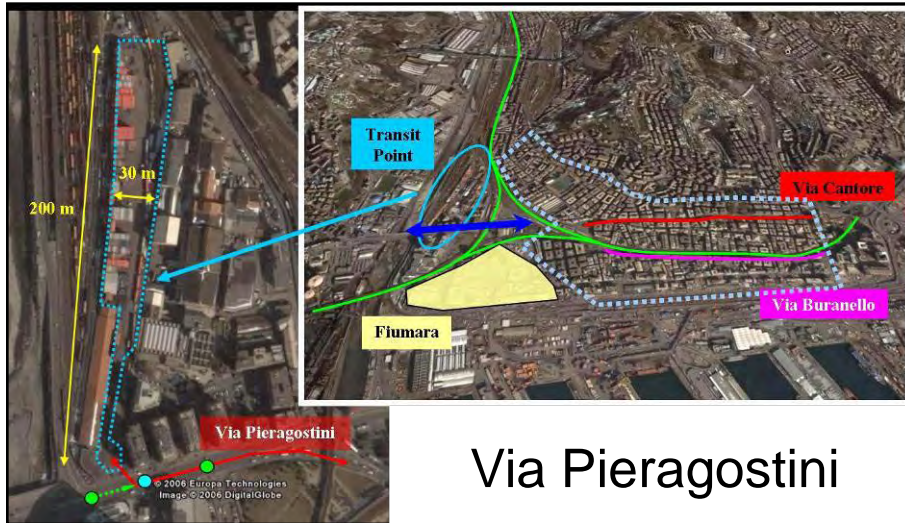 200 m
30 m
Via Pieragostini
© 2006 Europa Technologies
Image © 2006 DigitalGlobe
Transit
Point
Via Cantore
Via Buranello
Fiumara
Via Pieragostini